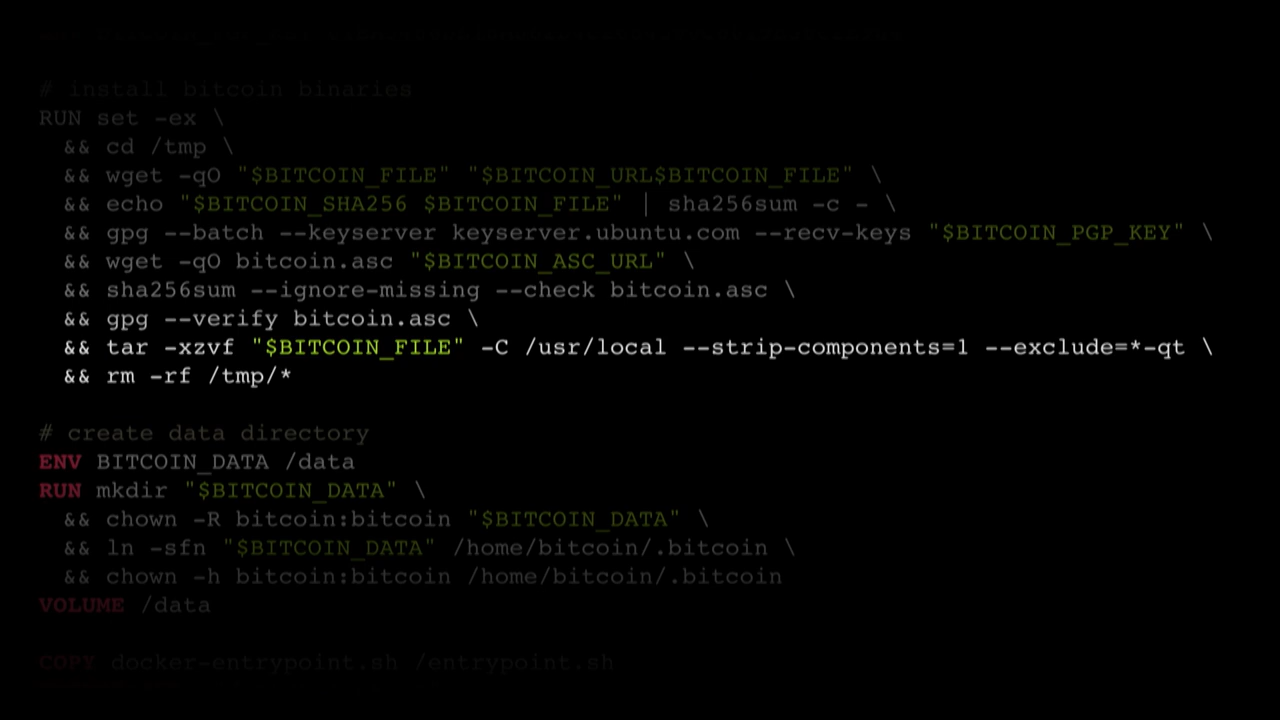 # install bitcoin binaries
RUN set -ex \
&& cd /tmp \
&& wget -qO "$BITCOIN_FILE" "$BITCOIN_URL$BITCOIN_FILE" \
&& echo "$BITCOIN_SHA256 $BITCOIN_FILE" | sha256sum -c - \
&& gpg --batch --keyserver keyserver.ubuntu.com --recv-keys "$BITCOIN_PGP_KEY" \
&& wget -qO bitcoin.asc "$BITCOIN_ASC_URL" \
&& sha256sum --ignore-missing --check bitcoin.asc \
&& gpg --verify bitcoin.asc \
&& tar -xzvf "$BITCOIN_FILE" -C /usr/local --strip-components=1 --exclude=*-qt \
&& rm -rf /tmp/*
# create data directory
ENV BITCOIN_DATA /data
RUN mkdir "$BITCOIN_DATA" \
&& chown -R bitcoin:bitcoin "$BITCOIN_DATA" \
&& ln -sfn "$BITCOIN_DATA" /home/bitcoin/.bitcoin \
&& chown -h bitcoin:bitcoin /home/bitcoin/.bitcoin
VOLUME /data
COPY docker-entrypoint.sh /entrypoint.sh